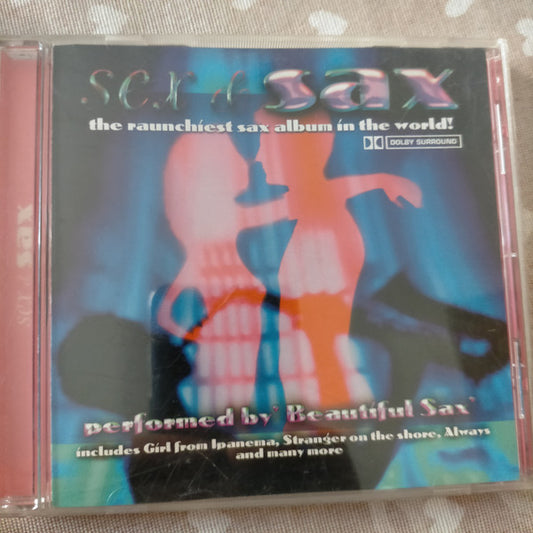 sex & sax
the raunchiest sax album in the world!
DOLBY SURROUND
performed by 'Beautiful Sax'
includes Girl from Ipanema, Stranger on the shore, Always
and many more
sex & sax